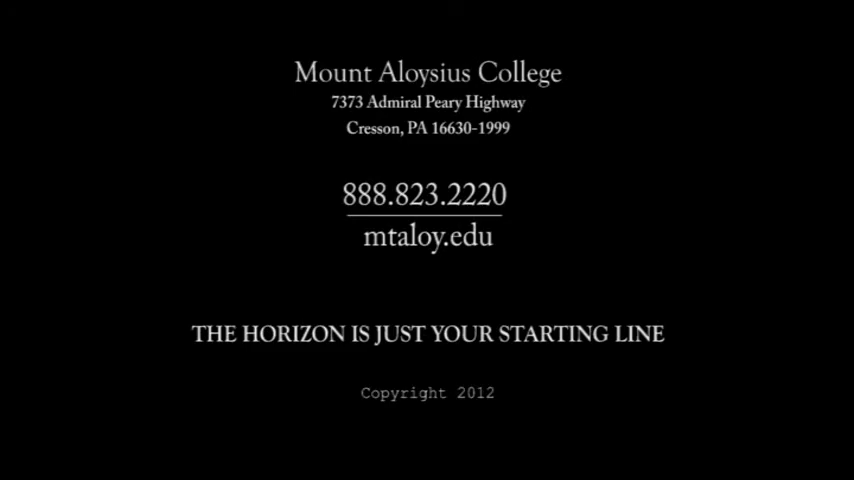 Mount Aloysius College
7373 Admiral Peary Highway
Cresson, PA 16630-1999
888.823.2220
mtaloy.edu
THE HORIZON IS JUST YOUR STARTING LINE
Copyright 2012